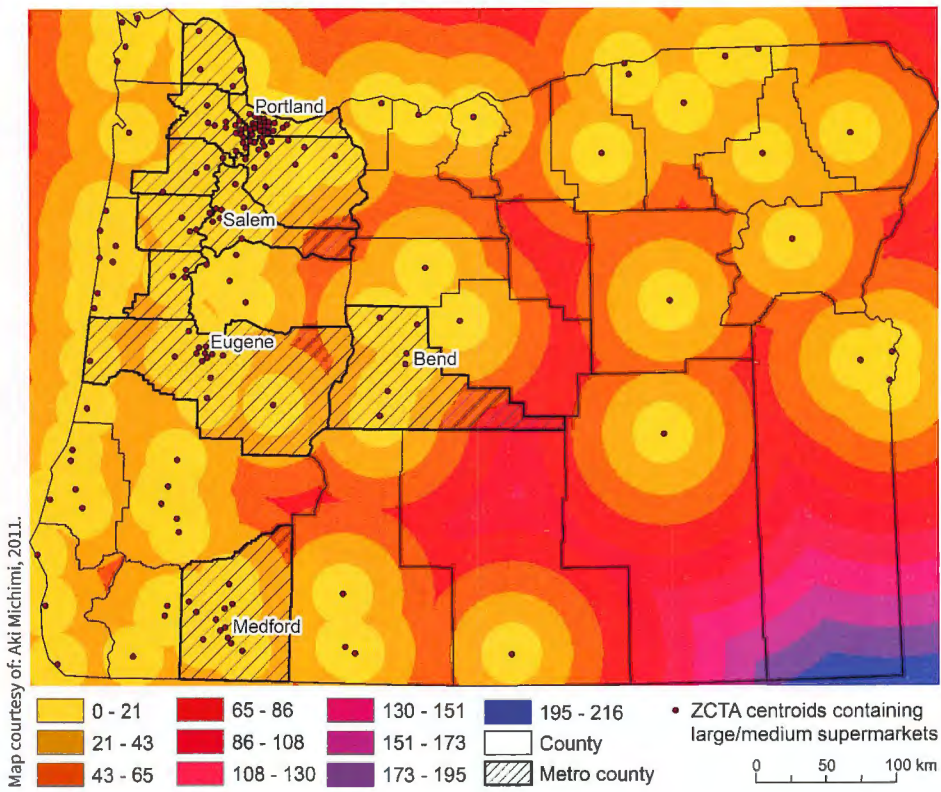 Portland
Salem
Eugene
Bend
Medford
Map courtesy of: Aki Michimi, 2011.
0 - 21
21 - 43
43 - 65
65 - 86
86 - 108
108 - 130
130 - 151
151 - 173
173 - 195
195 - 216
County
Metro county
ZCTA centroids containing
large/medium supermarkets
0 50 100 km